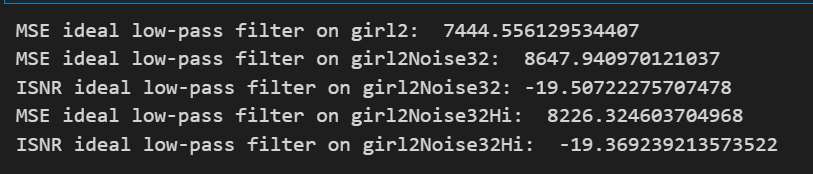 MSE ideal low-pass filter on girl2:  7444.556129534407
MSE ideal low-pass filter on girl2Noise32:  8647.940970121037
ISNR ideal low-pass filter on girl2Noise32: -19.50722275707478
MSE ideal low-pass filter on girl2Noise32Hi:  8226.324603704968
ISNR ideal low-pass filter on girl2Noise32Hi:  -19.369239213573522